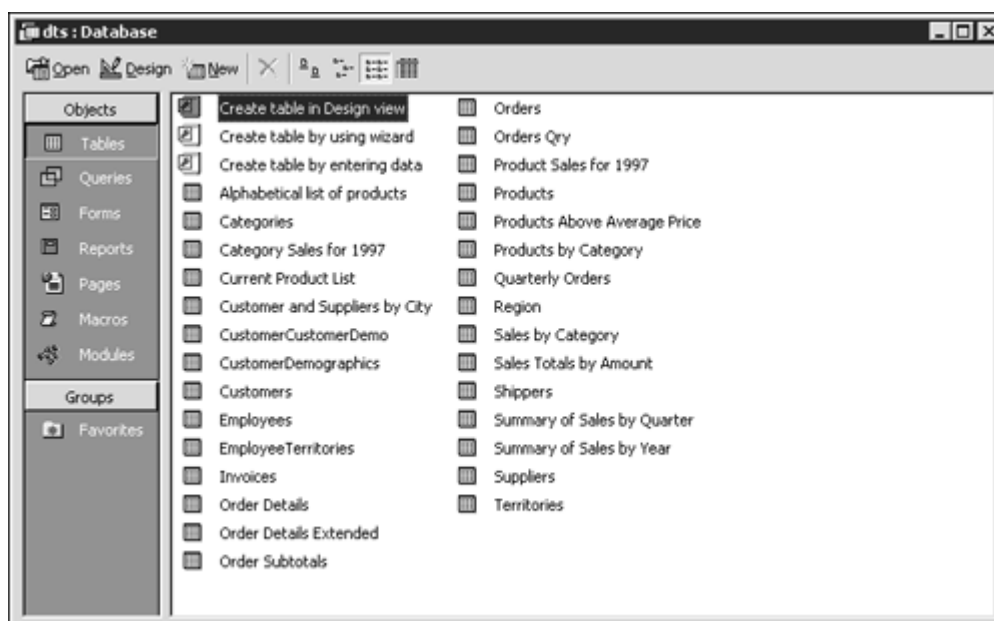 dts : Database
Open Design New
Objects
Tables
Queries
Forms
Reports
Pages
Macros
Modules
Groups
Favorites
Create table in Design view
Create table by using wizard
Create table by entering data
Alphabetical list of products
Categories
Category Sales for 1997
Current Product List
Customer and Suppliers by City
CustomerCustomerDemo
CustomerDemographics
Customers
Employees
EmployeeTerritories
Invoices
Order Details
Order Details Extended
Order Subtotals
Orders
Orders Qry
Product Sales for 1997
Products
Products Above Average Price
Products by Category
Quarterly Orders
Region
Sales by Category
Sales Totals by Amount
Shippers
Summary of Sales by Quarter
Summary of Sales by Year
Suppliers
Territories